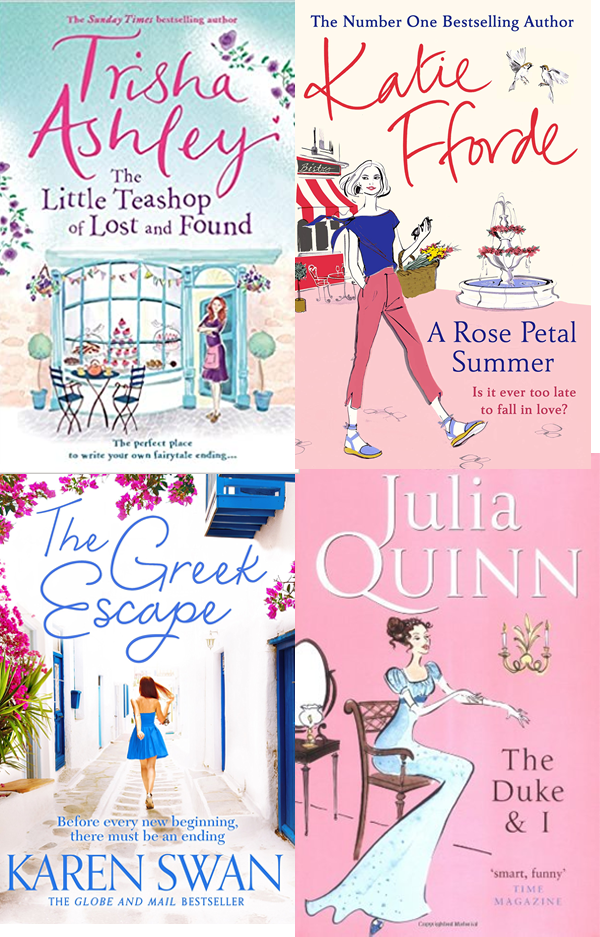 The Sunday Times bestselling author
Trisha
Ashley
The
Little Teashop
of Lost and Found
The perfect place
to write your own fairytale ending...
The Number One Bestselling Author
Katie
Fforde
Bistro
A Rose Petal
Summer
Is it ever too late
to fall in love?
The Greek
Escape
Before every new beginning,
there must be an ending
KAREN SWAN
THE GLOBE AND MAIL BESTSELLER
Julia
QUINN
The
Duke
& I
'smart, funny'
TIME
MAGAZINE
Copyrighted Material